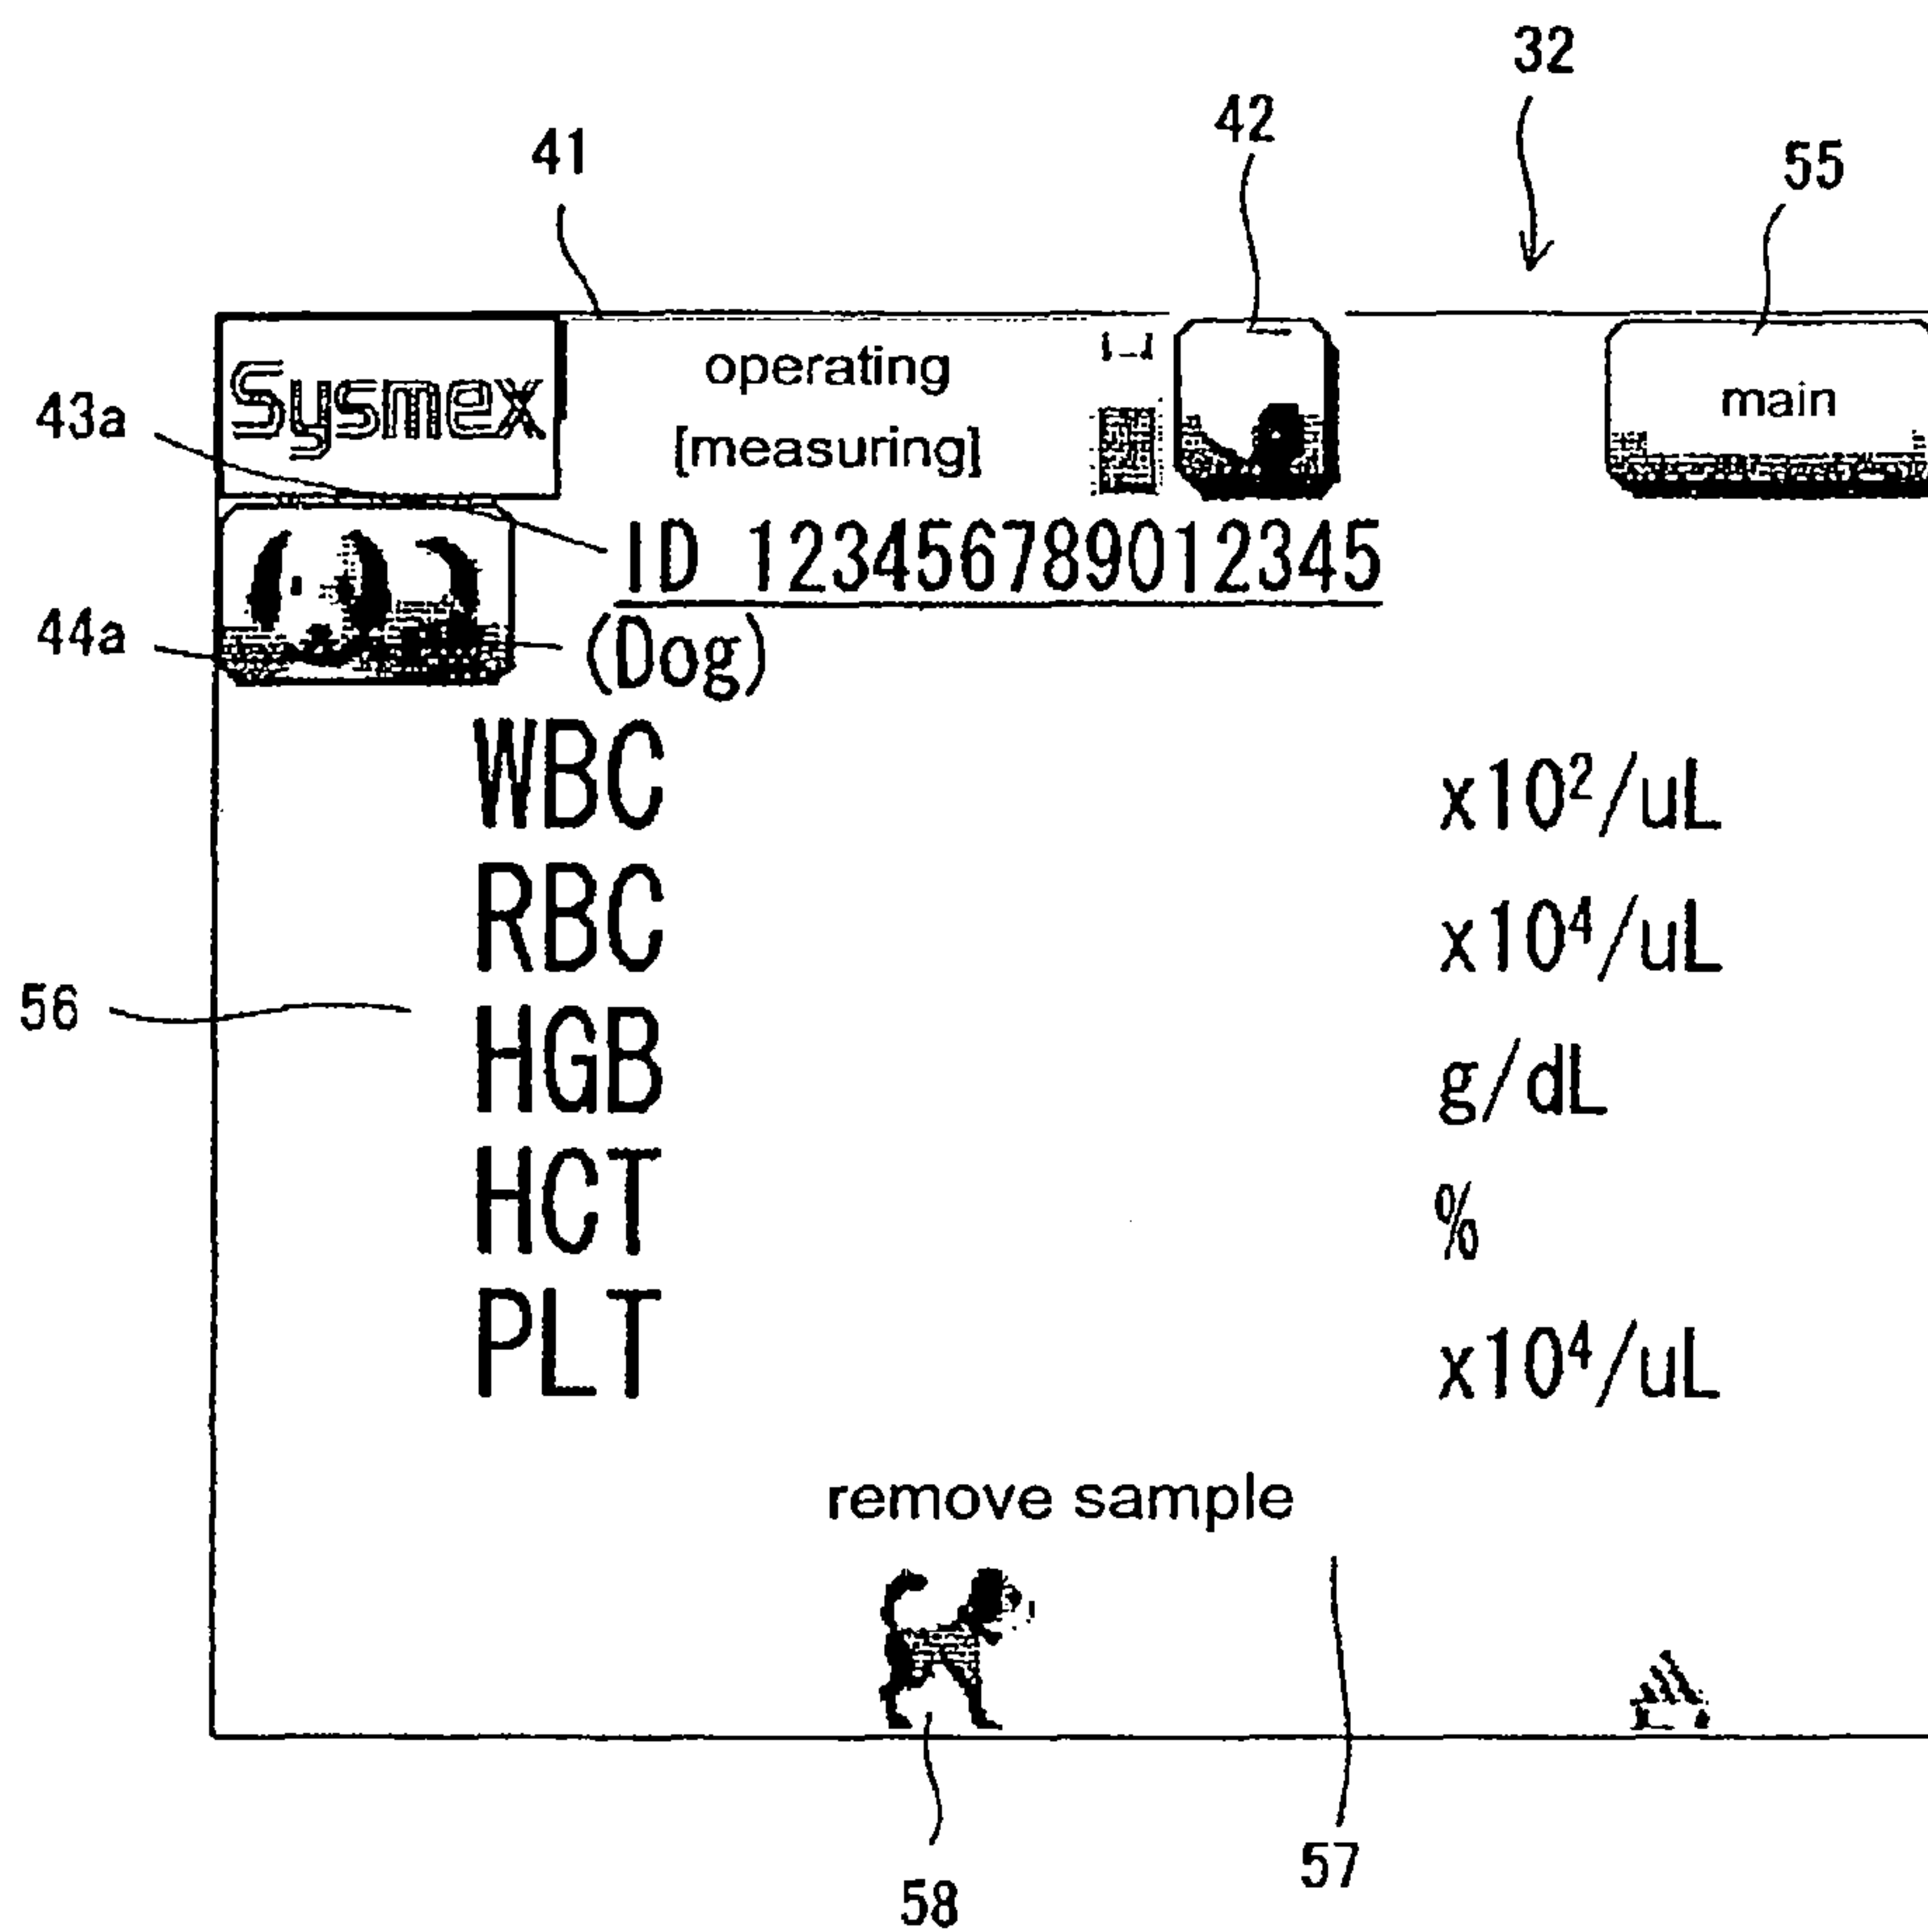 32
42
41
55
Sysmex
operating
[measuring]
main
43a
ID 123456789012345
44a
(Dog)
WBC x10²/uL
RBC x10⁴/uL
56
HGB g/dL
HCT %
PLT x10⁴/uL
remove sample
57
58